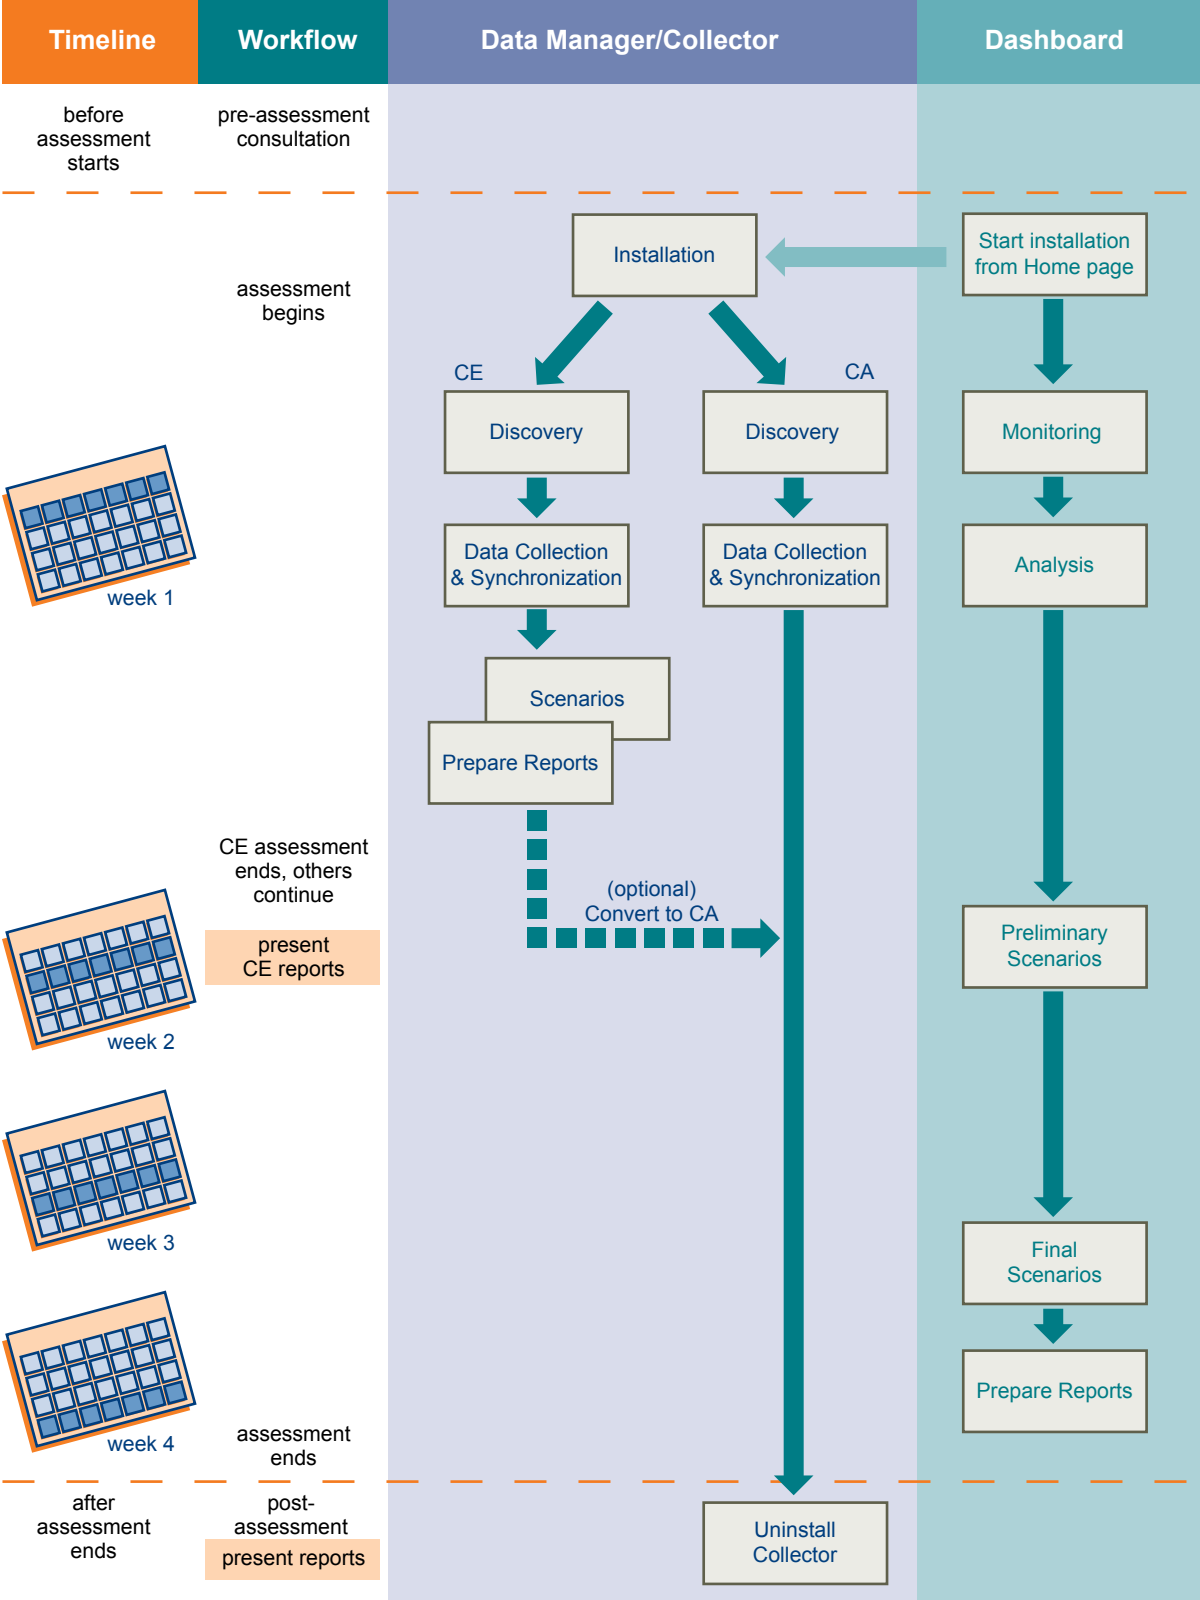 Timeline
Workflow
Data Manager/Collector
Dashboard
before
assessment
starts
pre-assessment
consultation
Installation
Start installation
from Home page
assessment
begins
CE
CA
Discovery
Discovery
Monitoring
Data Collection
& Synchronization
Data Collection
& Synchronization
Analysis
week 1
Scenarios
Prepare Reports
CE assessment
ends, others
continue
(optional)
Convert to CA
present
CE reports
Preliminary
Scenarios
week 2
week 3
Final
Scenarios
Prepare Reports
week 4
assessment
ends
after
assessment
ends
post-
assessment
present reports
Uninstall
Collector